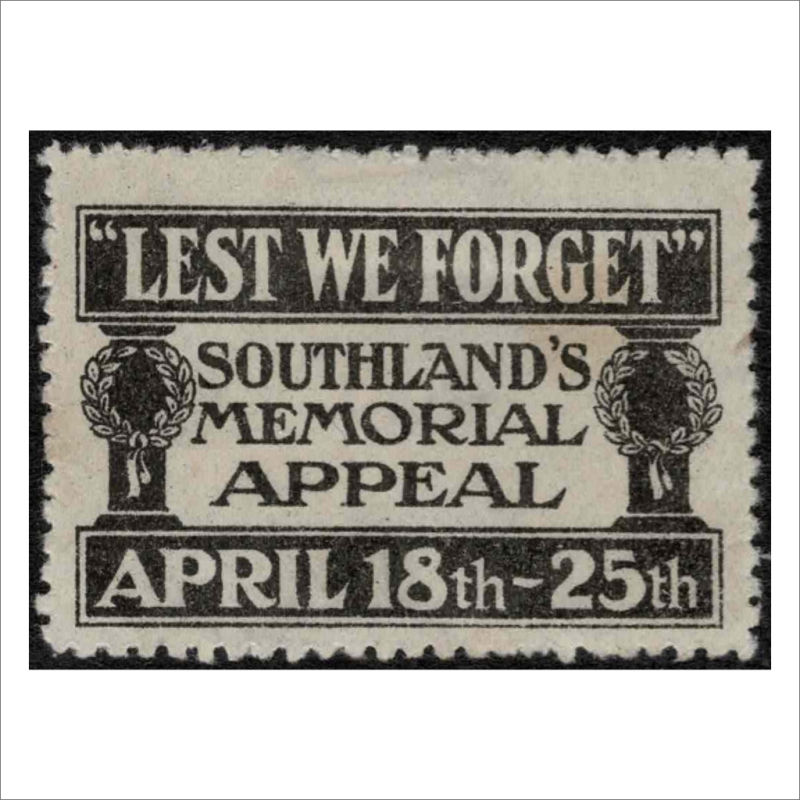 "LEST WE FORGET"
SOUTHLAND'S
MEMORIAL
APPEAL
APRIL 18th-25th